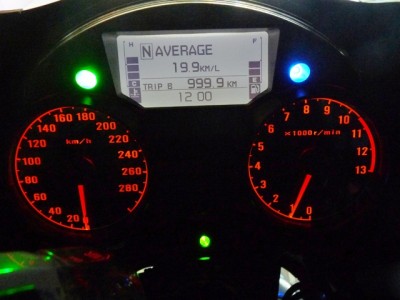 H F
N AVERAGE
19.9 KM/L
C E
TRIP B 999.9 KM
12:00
km/h
0 20 40 60 80 100 120 140 160 180 200 220 240 260 280
×1000r/min
0 1 2 3 4 5 6 7 8 9 10 11 12 13